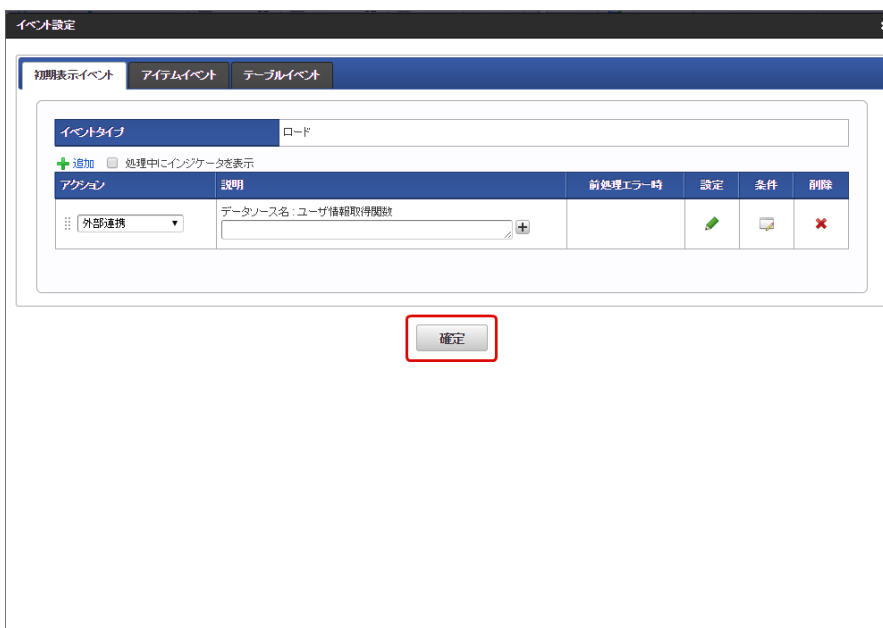 イベント設定
初期表示イベント アイテムイベント テーブルイベント
イベントタイプ ロード
追加 処理中にインジケータを表示
アクション 説明 前処理エラー時 設定 条件 削除
データソース名 : ユーザ情報取得関数
外部連携
確定